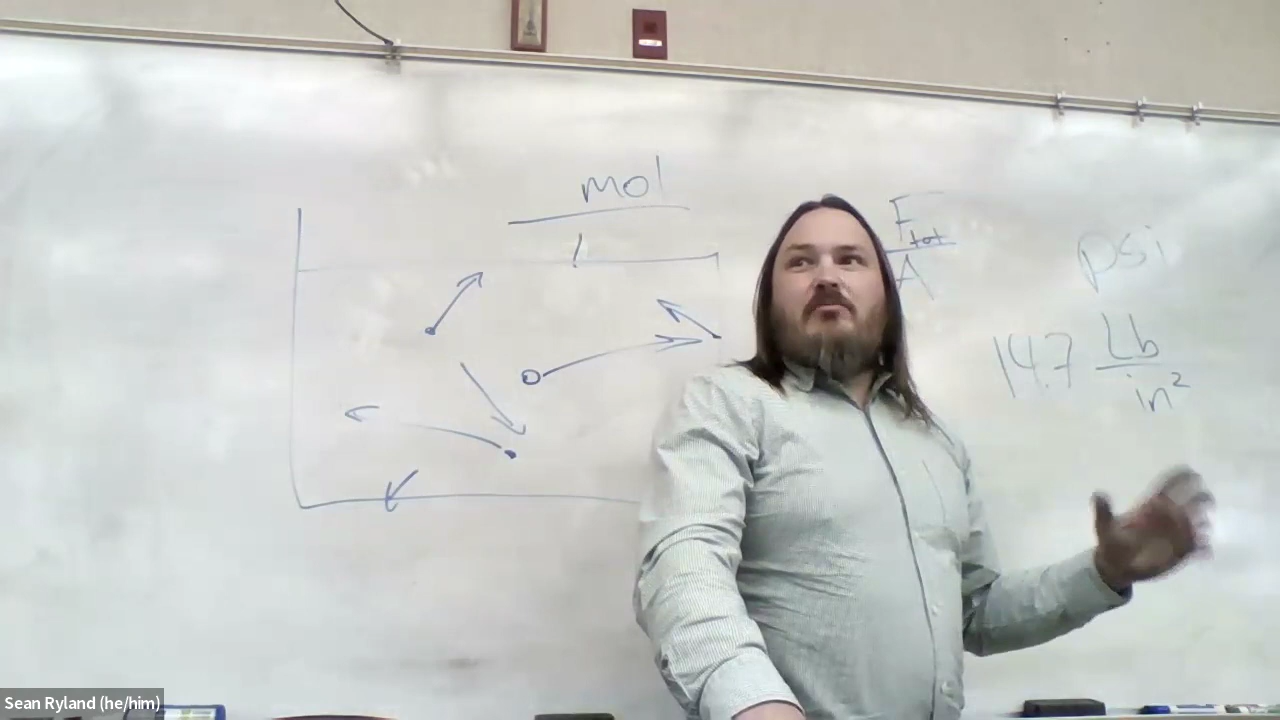 mol
l
F tot
A
psi
14.7 Lb
in²
Sean Ryland (he/him)